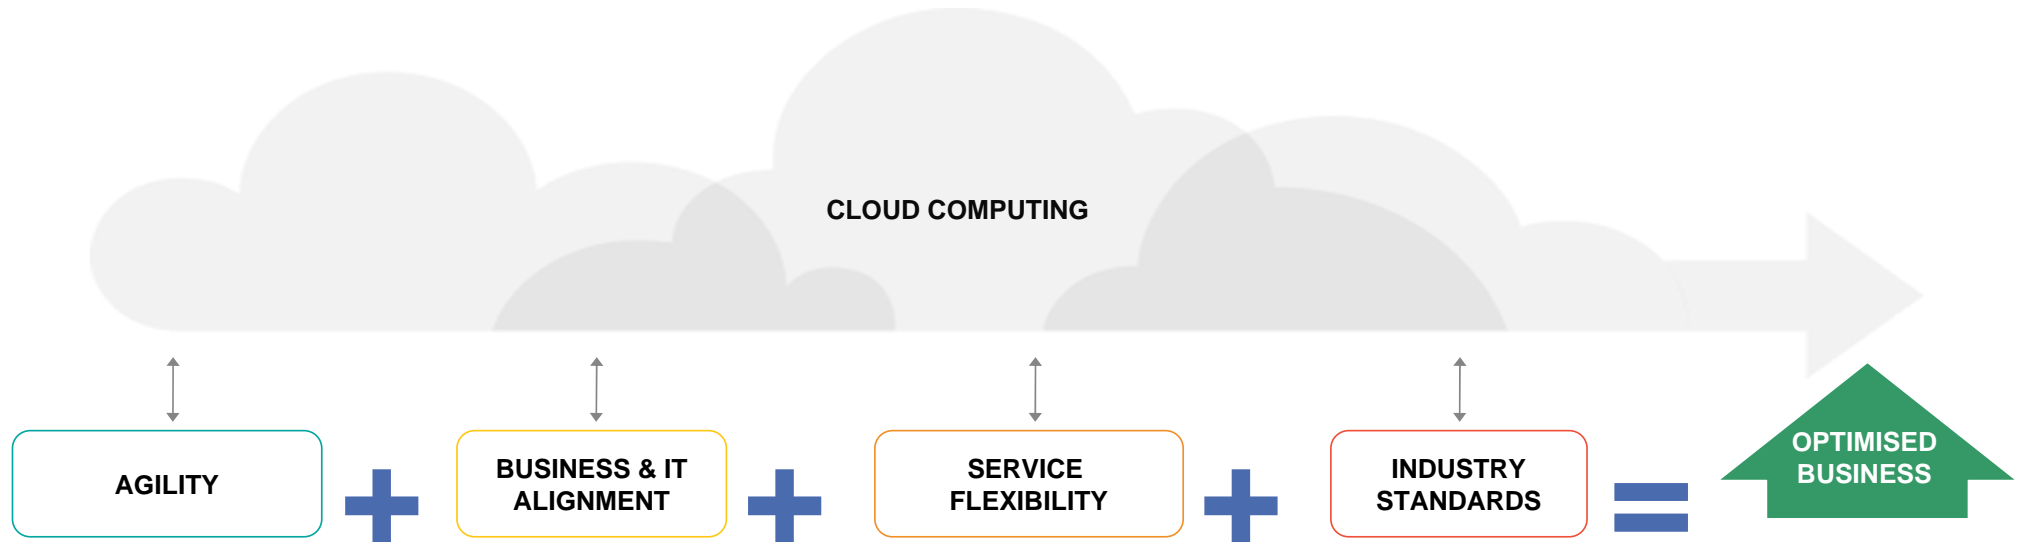 CLOUD COMPUTING
AGILITY
BUSINESS & IT
ALIGNMENT
SERVICE
FLEXIBILITY
INDUSTRY
STANDARDS
OPTIMISED
BUSINESS